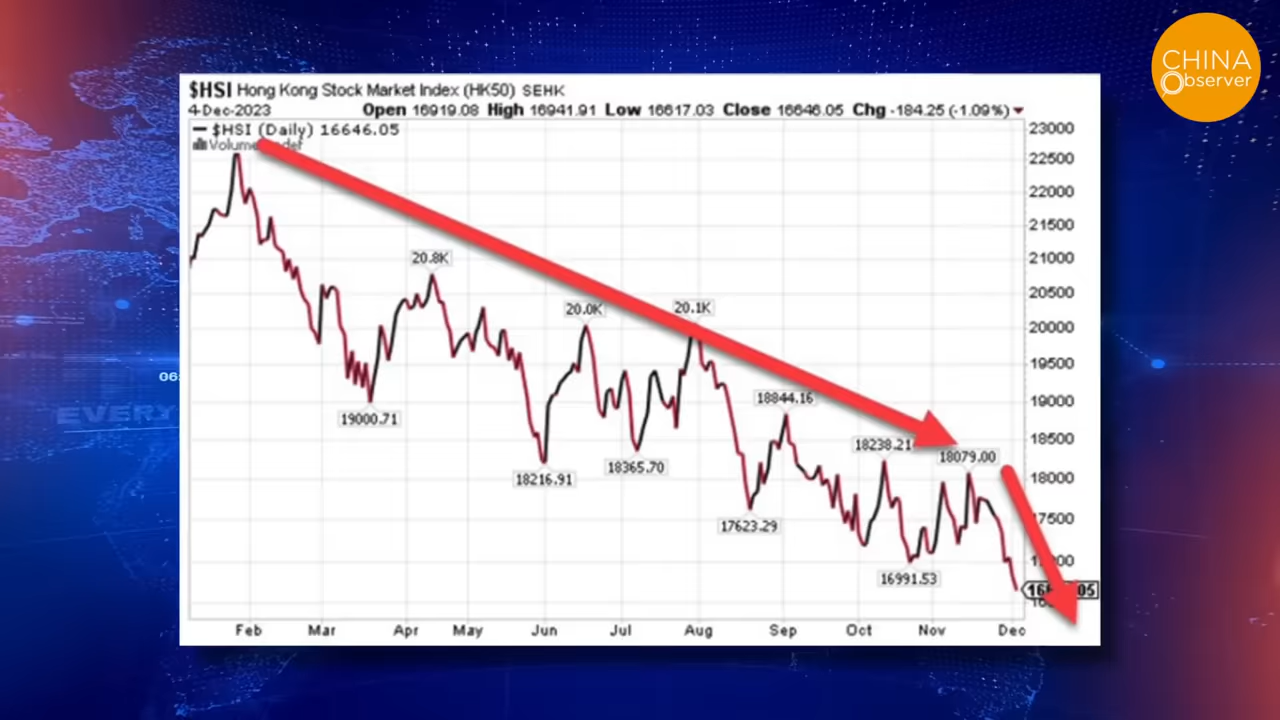 CHINA
Observer
$HSI Hong Kong Stock Market Index (HK50) SEHK
4-Dec-2023 Open 16919.08 High 16941.91 Low 16617.03 Close 16646.05 Chg -184.25 (-1.09%)
$HSI (Daily) 16646.05
23000
22500
22000
21500
21000
20.8K
20500
20.0K
20.1K
20000
19500
19000
18844.16
19000.71
18500
18238.21
18079.00
18365.70
18216.91
18000
17500
17623.29
16991.53
06:
EVERY
Feb Mar Apr May Jun Jul Aug Sep Oct Nov Dec